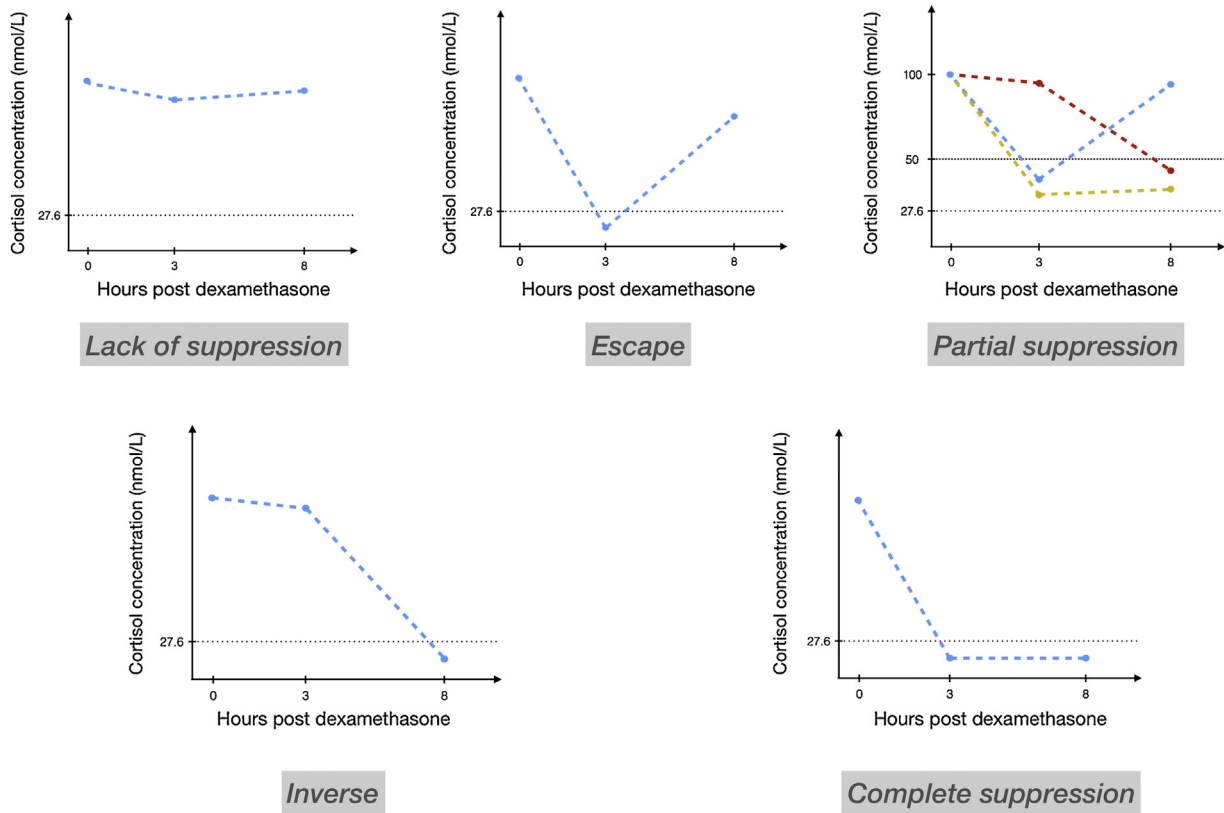 Cortisol concentration (nmol/L)
27.6
0 3 8
Hours post dexamethasone
Lack of suppression
Cortisol concentration (nmol/L)
27.6
0 3 8
Hours post dexamethasone
Escape
Cortisol concentration (nmol/L)
100
50
27.6
0 3 8
Hours post dexamethasone
Partial suppression
Cortisol concentration (nmol/L)
27.6
0 3 8
Hours post dexamethasone
Inverse
Cortisol concentration (nmol/L)
27.6
0 3 8
Hours post dexamethasone
Complete suppression